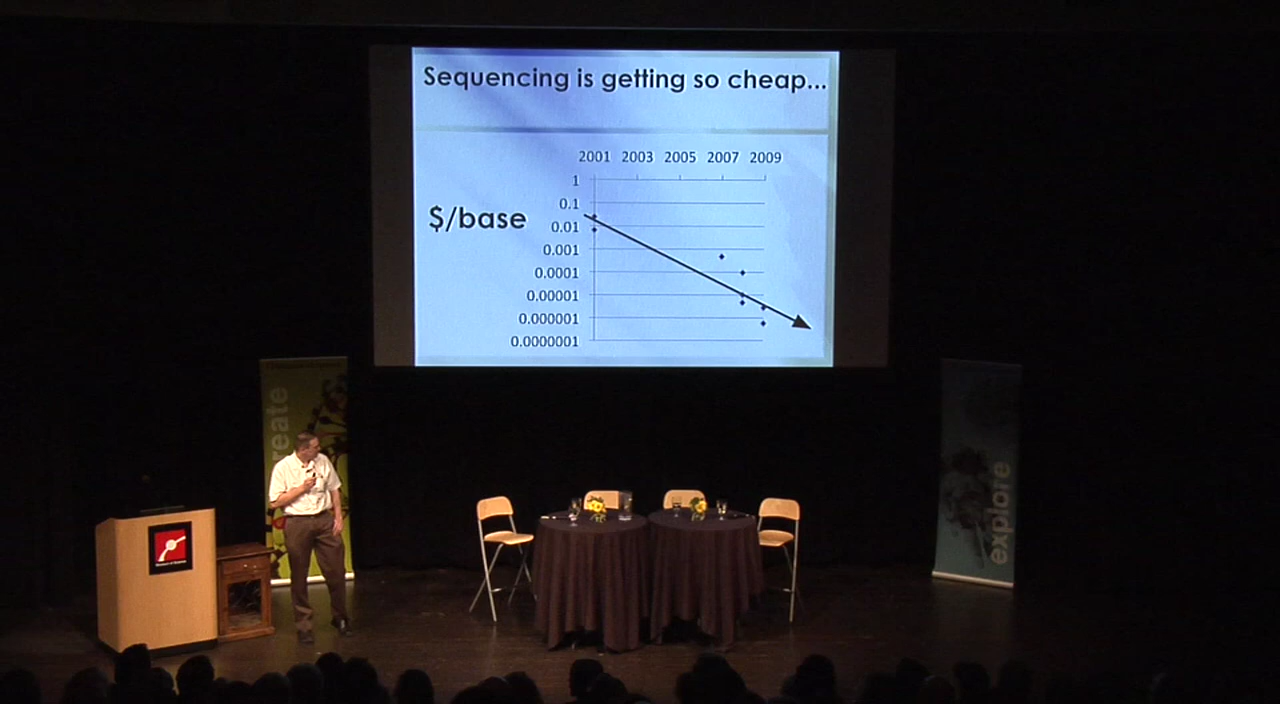 Sequencing is getting so cheap...
2001 2003 2005 2007 2009
$/base
1
0.1
0.01
0.001
0.0001
0.00001
0.000001
0.0000001
reate
explore